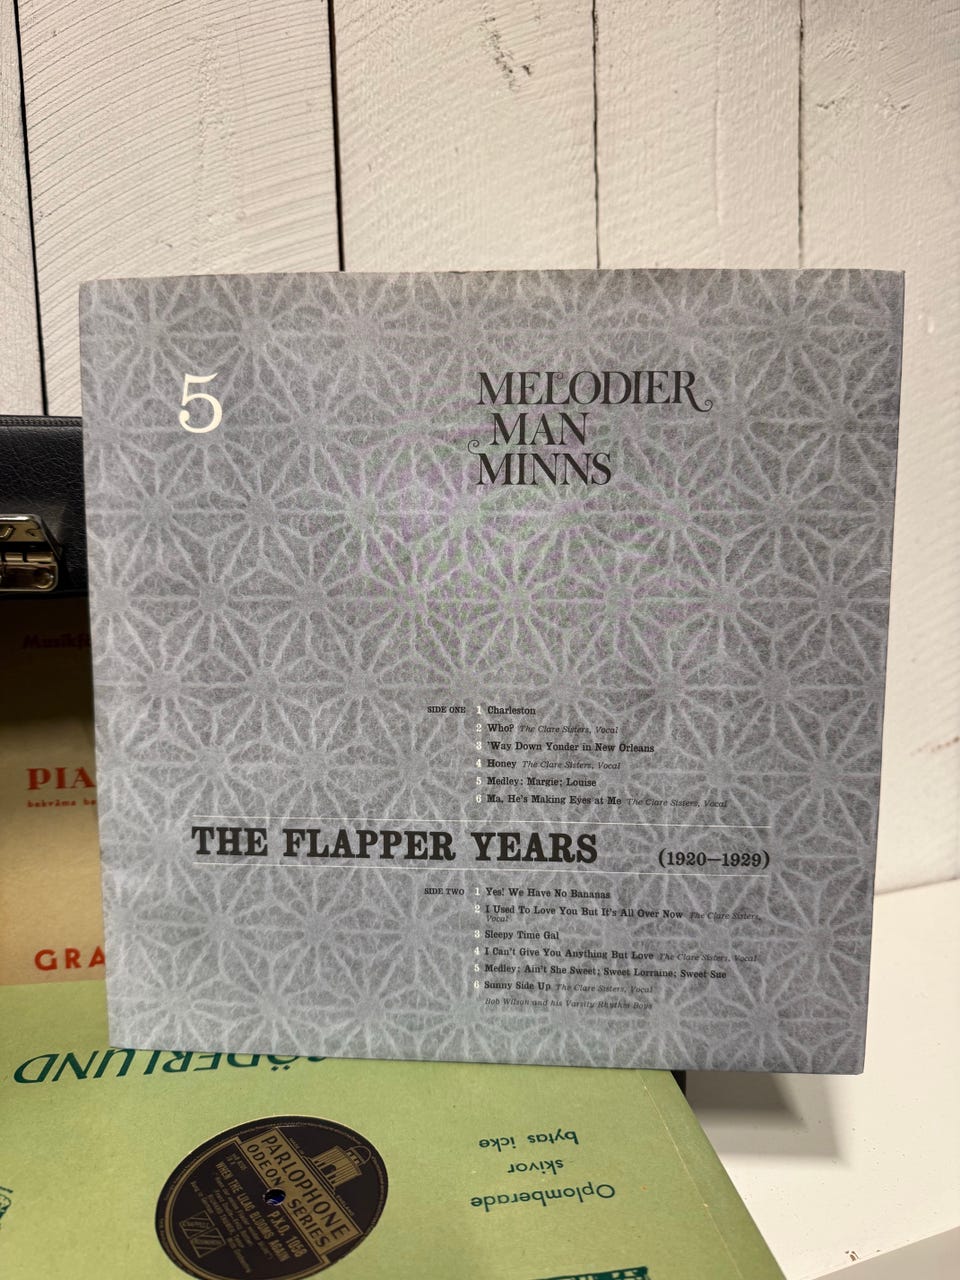 5
MELODIER
MAN
MINNS
SIDE ONE 1 Charleston
2 Who? The Clare Sisters, Vocal
3 'Way Down Yonder in New Orleans
4 Honey The Clare Sisters, Vocal
5 Medley: Margie; Louise
6 Ma, He's Making Eyes at Me The Clare Sisters, Vocal
THE FLAPPER YEARS (1920—1929)
SIDE TWO 1 Yes! We Have No Bananas
2 I Used To Love You But It's All Over Now The Clare Sisters,
Vocal
3 Sleepy Time Gal
4 I Can't Give You Anything But Love The Clare Sisters, Vocal
5 Medley: Ain't She Sweet; Sweet Lorraine; Sweet Sue
6 Sunny Side Up The Clare Sisters, Vocal
Bob Wilson and his Varsity Rhythm Boys
PIA
GRA
SÖDERLUND
Oplomberade
skivor
bytas icke
PARLOPHONE
ODEON SERIES
WHEN THE LILAC BLOOMS AGAIN